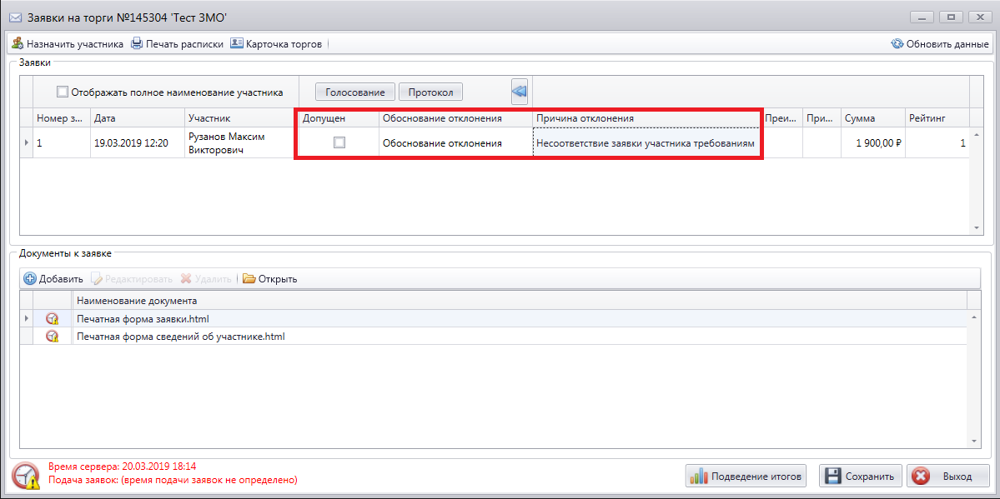 Заявки на торги №145304 'Тест ЗМО'
Назначить участника Печать расписки Карточка торгов Обновить данные
Заявки
Отображать полное наименование участника Голосование Протокол
Номер з... Дата Участник Допущен Обоснование отклонения Причина отклонения Преи... При... Сумма Рейтинг
1 19.03.2019 12:20 Рузанов Максим Викторович Обоснование отклонения Несоответствие заявки участника требованиям 1 900,00 ₽ 1
Документы к заявке
Добавить Редактировать Удалить Открыть
Наименование документа
Печатная форма заявки.html
Печатная форма сведений об участнике.html
Время сервера: 20.03.2019 18:14
Подача заявок: (время подачи заявок не определено)
Подведение итогов Сохранить Выход